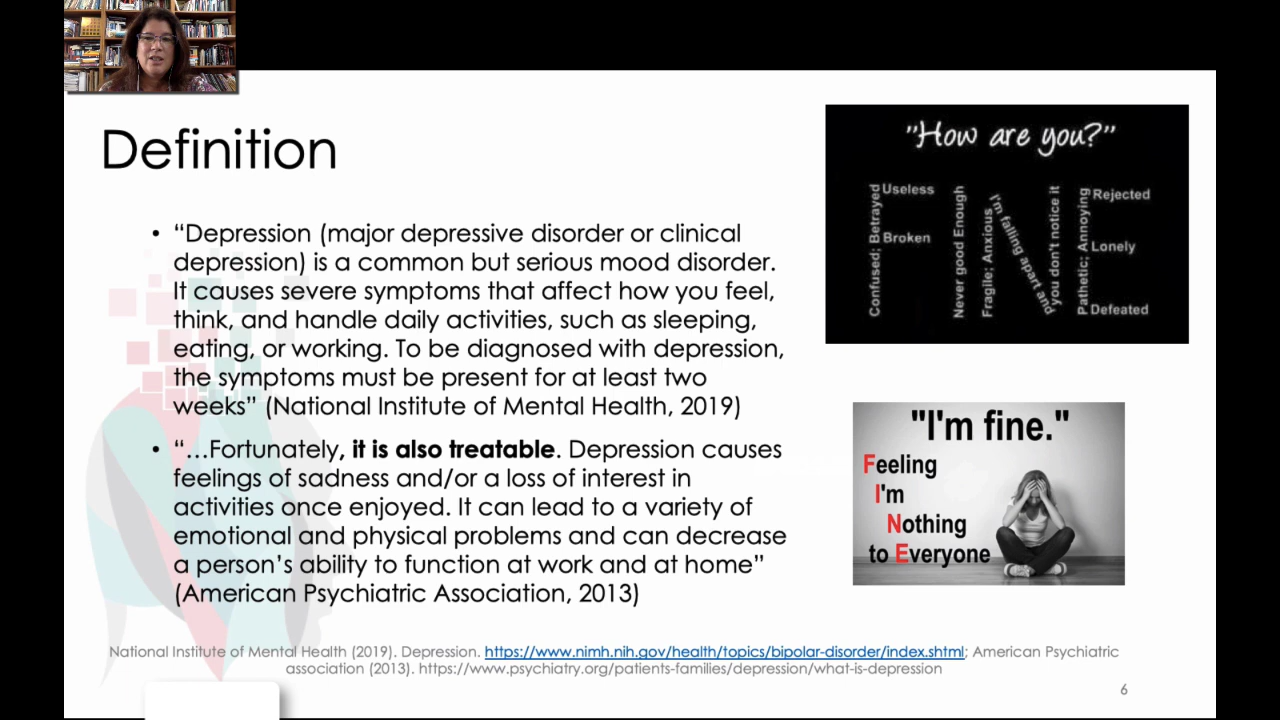 Definition
• “Depression (major depressive disorder or clinical
depression) is a common but serious mood disorder.
It causes severe symptoms that affect how you feel,
think, and handle daily activities, such as sleeping,
eating, or working. To be diagnosed with depression,
the symptoms must be present for at least two
weeks” (National Institute of Mental Health, 2019)
• “…Fortunately, it is also treatable. Depression causes
feelings of sadness and/or a loss of interest in
activities once enjoyed. It can lead to a variety of
emotional and physical problems and can decrease
a person’s ability to function at work and at home”
(American Psychiatric Association, 2013)
"How are you?"
Confused; Betrayed
Useless
Broken
Never good Enough
Fragile; Anxious
I'm falling apart and
you don't notice it
Pathetic; Annoying
Rejected
Lonely
Defeated
"I'm fine."
Feeling
I'm
Nothing
to Everyone
National Institute of Mental Health (2019). Depression. https://www.nimh.nih.gov/health/topics/bipolar-disorder/index.shtml; American Psychiatric
association (2013). https://www.psychiatry.org/patients-families/depression/what-is-depression
6